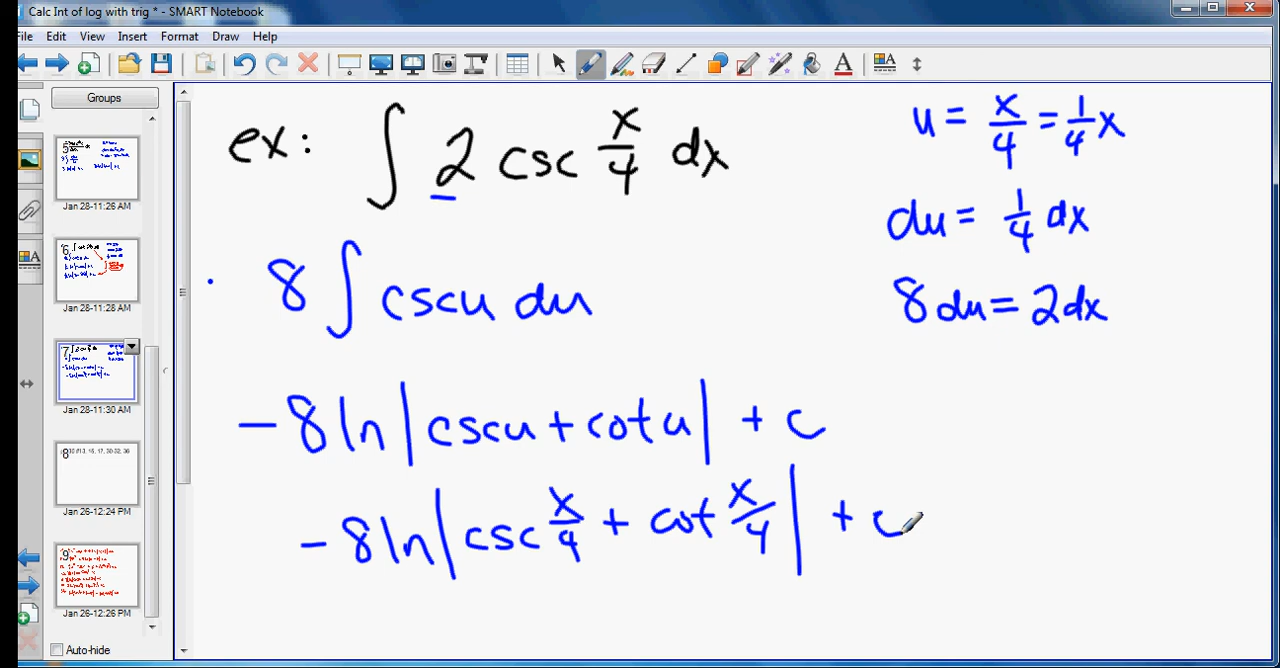 Calc Int of log with trig * - SMART Notebook
File Edit View Insert Format Draw Help
Groups
Jan 28-11:26 AM
Jan 28-11:28 AM
Jan 28-11:30 AM
Jan 26-12:24 PM
Jan 26-12:26 PM
Auto-hide
ex: ∫ 2 csc x/4 dx
8 ∫ csc u du
- 8 ln |csc u + cot u| + c
- 8 ln |csc x/4 + cot x/4| + c
u = x/4 = 1/4 x
du = 1/4 dx
8 du = 2 dx